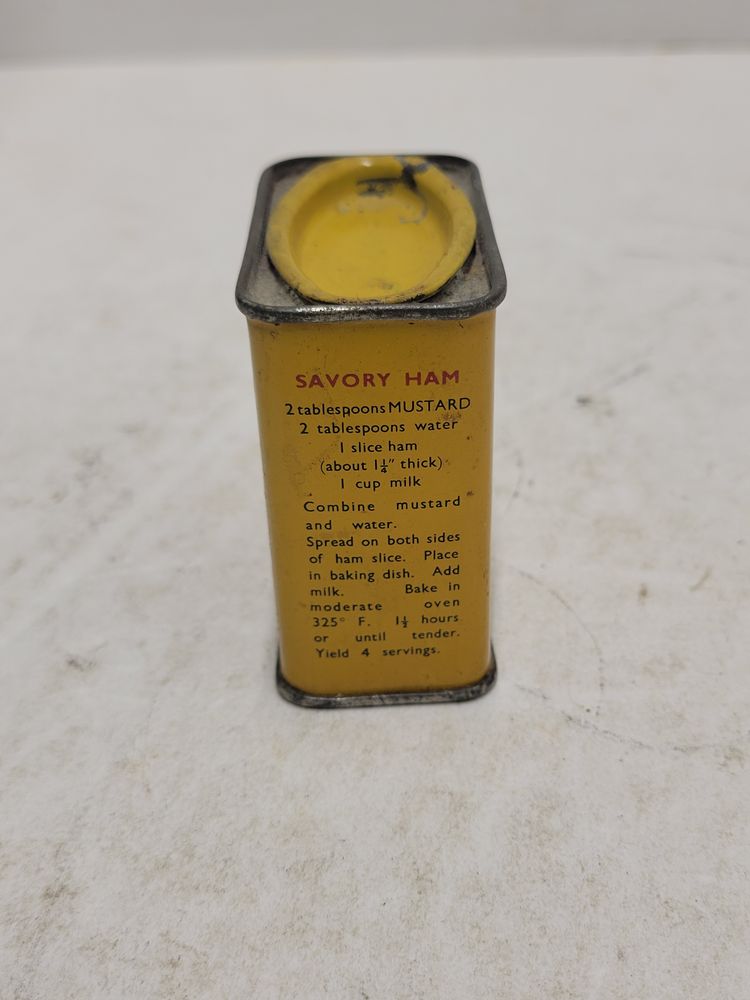 SAVORY HAM
2 tablespoons MUSTARD
2 tablespoons water
1 slice ham
(about 1¼" thick)
1 cup milk
Combine mustard
and water.
Spread on both sides
of ham slice. Place
in baking dish. Add
milk. Bake in
moderate oven
325° F. 1½ hours
or until tender.
Yield 4 servings.